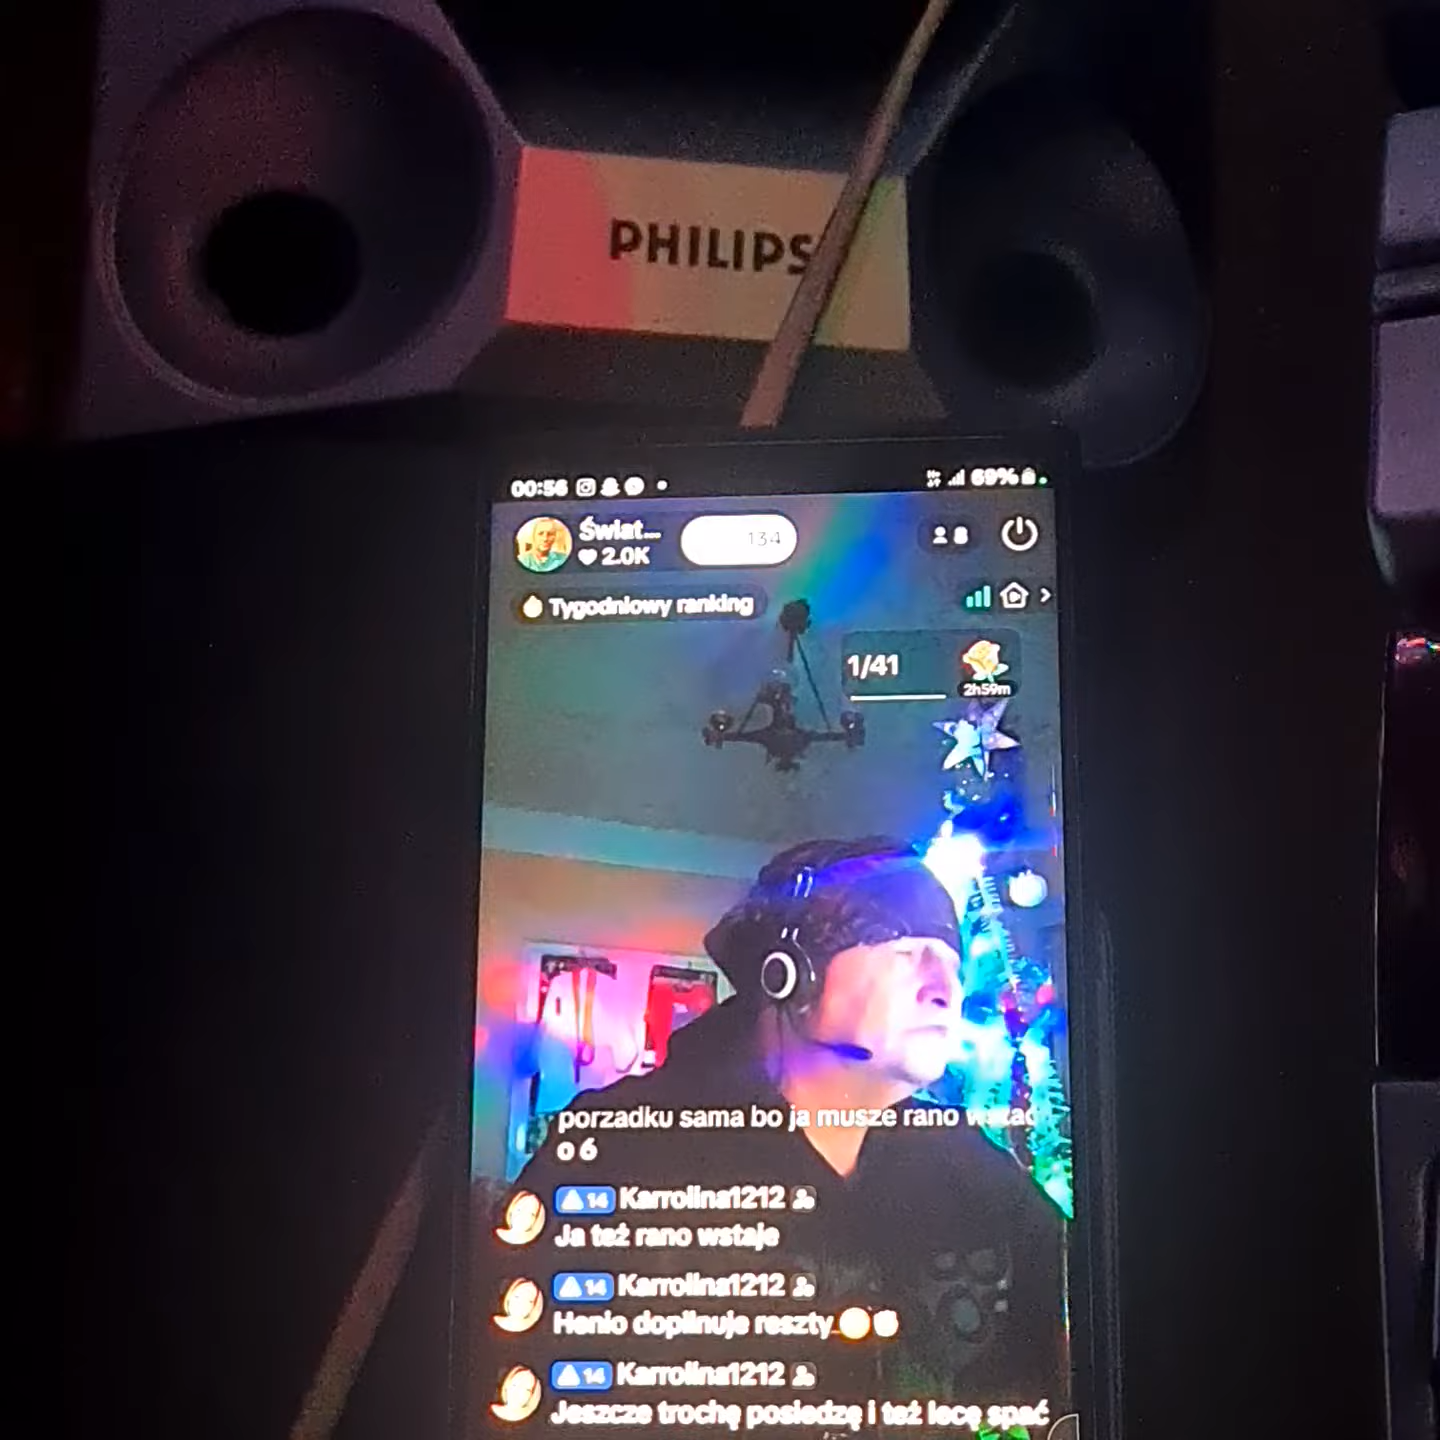 PHILIPS
00:56 69%
Świat... 134 8
2.0K
Tygodniowy ranking
1/41
2h59m
porzadku sama bo ja musze rano wstac
o 6
14 Karrolina1212
Ja też rano wstaje
14 Karrolina1212
Henio dopilnuje reszty
14 Karrolina1212
Jeszcze trochę posiedzę i też lecę spać